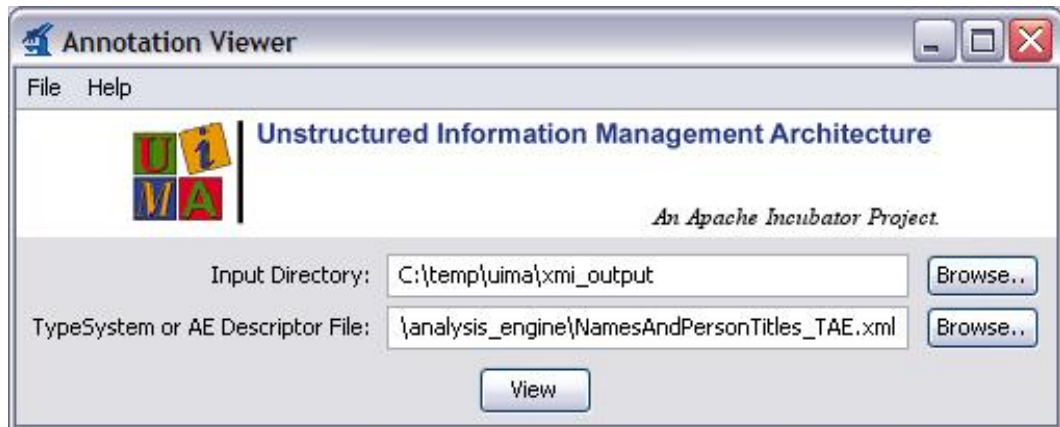 Annotation Viewer
File Help
UiMA
Unstructured Information Management Architecture
An Apache Incubator Project.
Input Directory: C:\temp\uima\xmi_output Browse..
TypeSystem or AE Descriptor File: \analysis_engine\NamesAndPersonTitles_TAE.xml Browse..
View